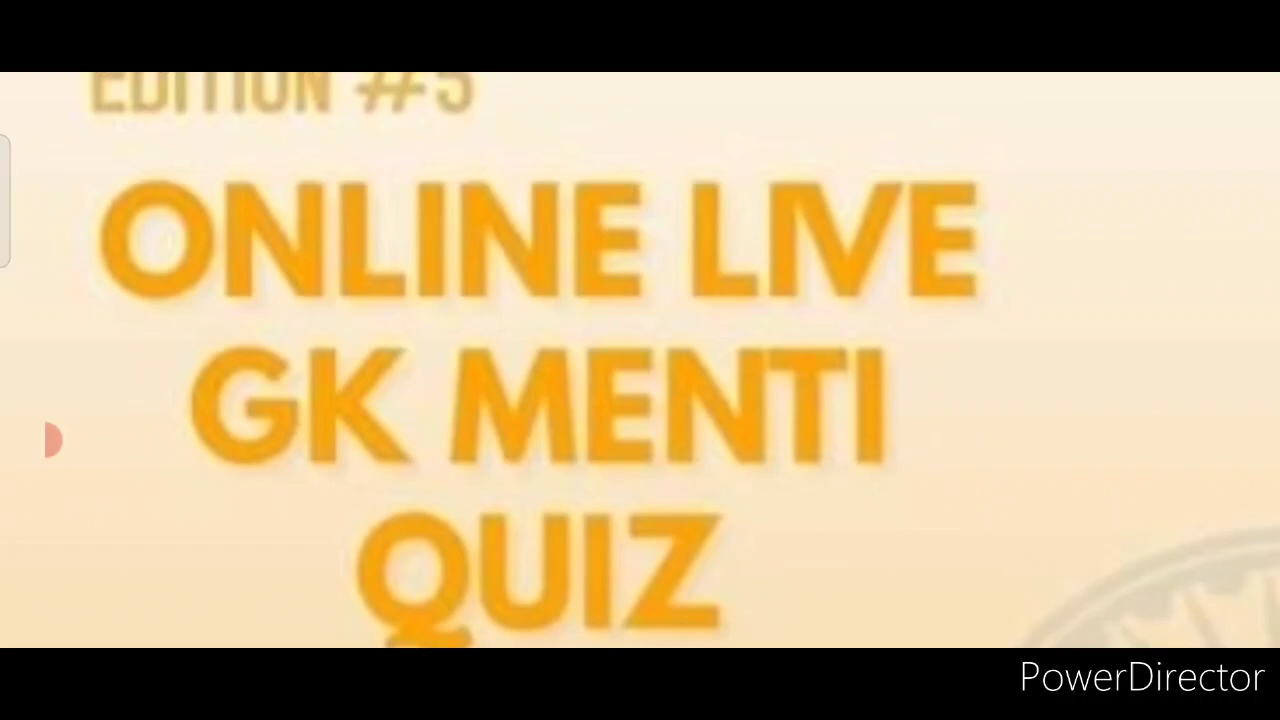 EDITION #5
ONLINE LIVE
GK MENTI
QUIZ
PowerDirector